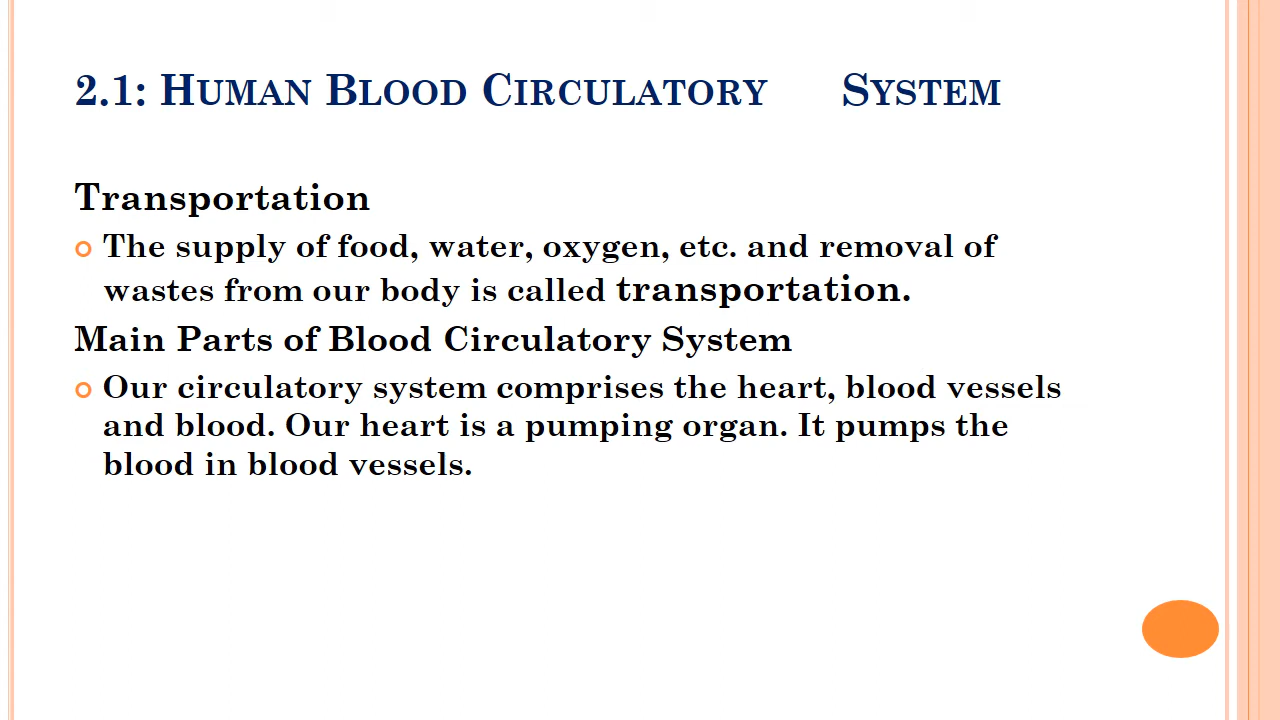 2.1: Human Blood Circulatory System
Transportation
The supply of food, water, oxygen, etc. and removal of
wastes from our body is called transportation.
Main Parts of Blood Circulatory System
Our circulatory system comprises the heart, blood vessels
and blood. Our heart is a pumping organ. It pumps the
blood in blood vessels.